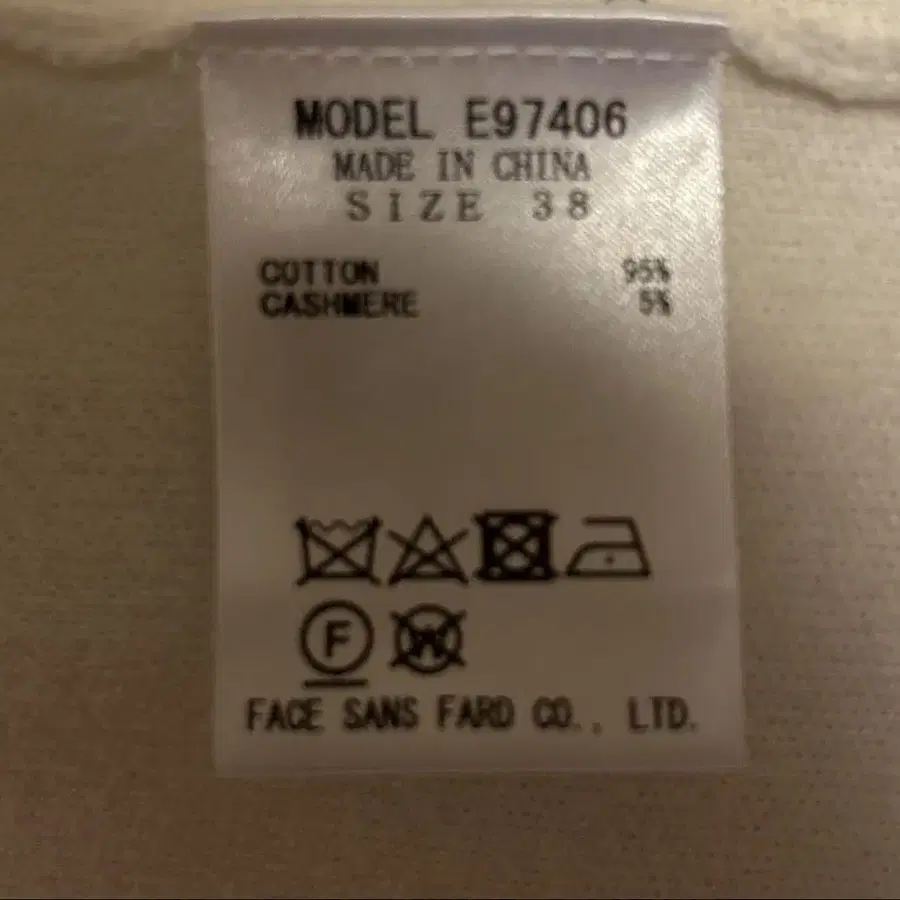 MODEL E97406
MADE IN CHINA
SIZE 38
COTTON 95%
CASHMERE 5%
F
W
FACE SANS FARD CO., LTD.